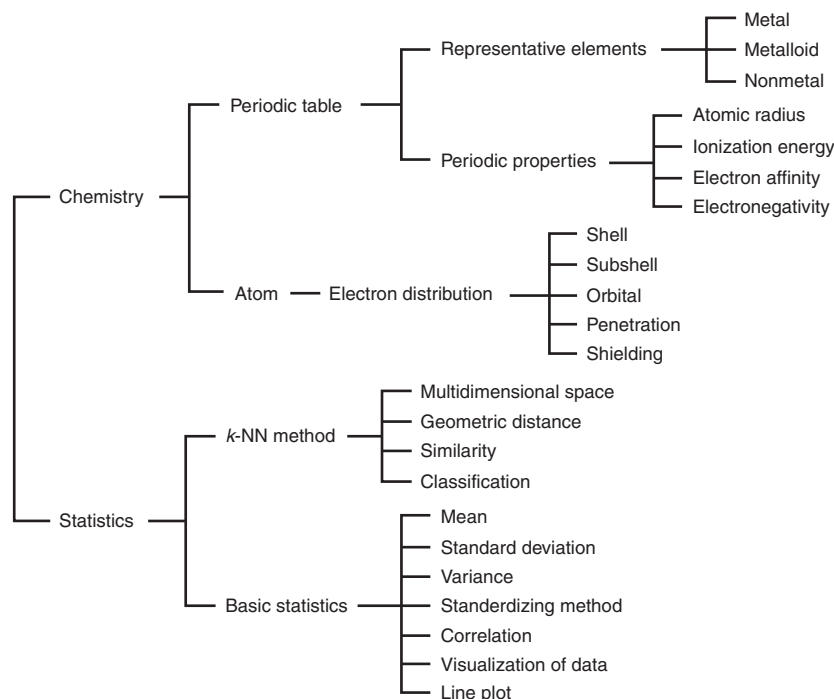 Metal
Representative elements
Metalloid
Nonmetal
Periodic table
Atomic radius
Ionization energy
Periodic properties
Electron affinity
Electronegativity
Chemistry
Shell
Subshell
Atom
Electron distribution
Orbital
Penetration
Shielding
Multidimensional space
Geometric distance
k-NN method
Similarity
Classification
Statistics
Mean
Standard deviation
Variance
Basic statistics
Standerdizing method
Correlation
Visualization of data
Line plot